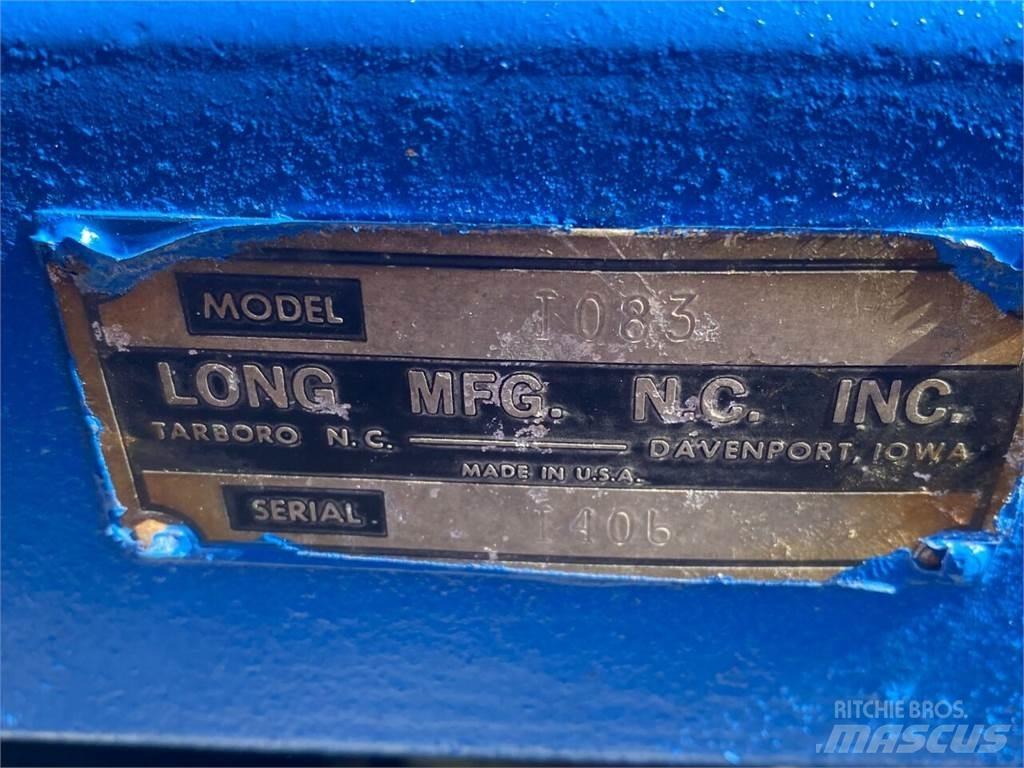 MODEL 1083
LONG MFG. N.C. INC.
TARBORO N.C. DAVENPORT, IOWA
MADE IN U.S.A.
SERIAL 1406
RITCHIE BROS.
MASCUS